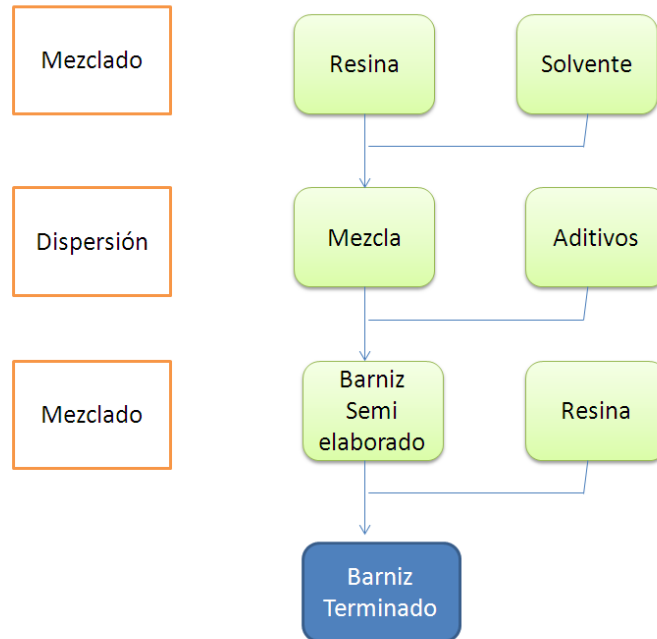 Mezclado
Resina
Solvente
Dispersión
Mezcla
Aditivos
Mezclado
Barniz
Semi
elaborado
Resina
Barniz
Terminado